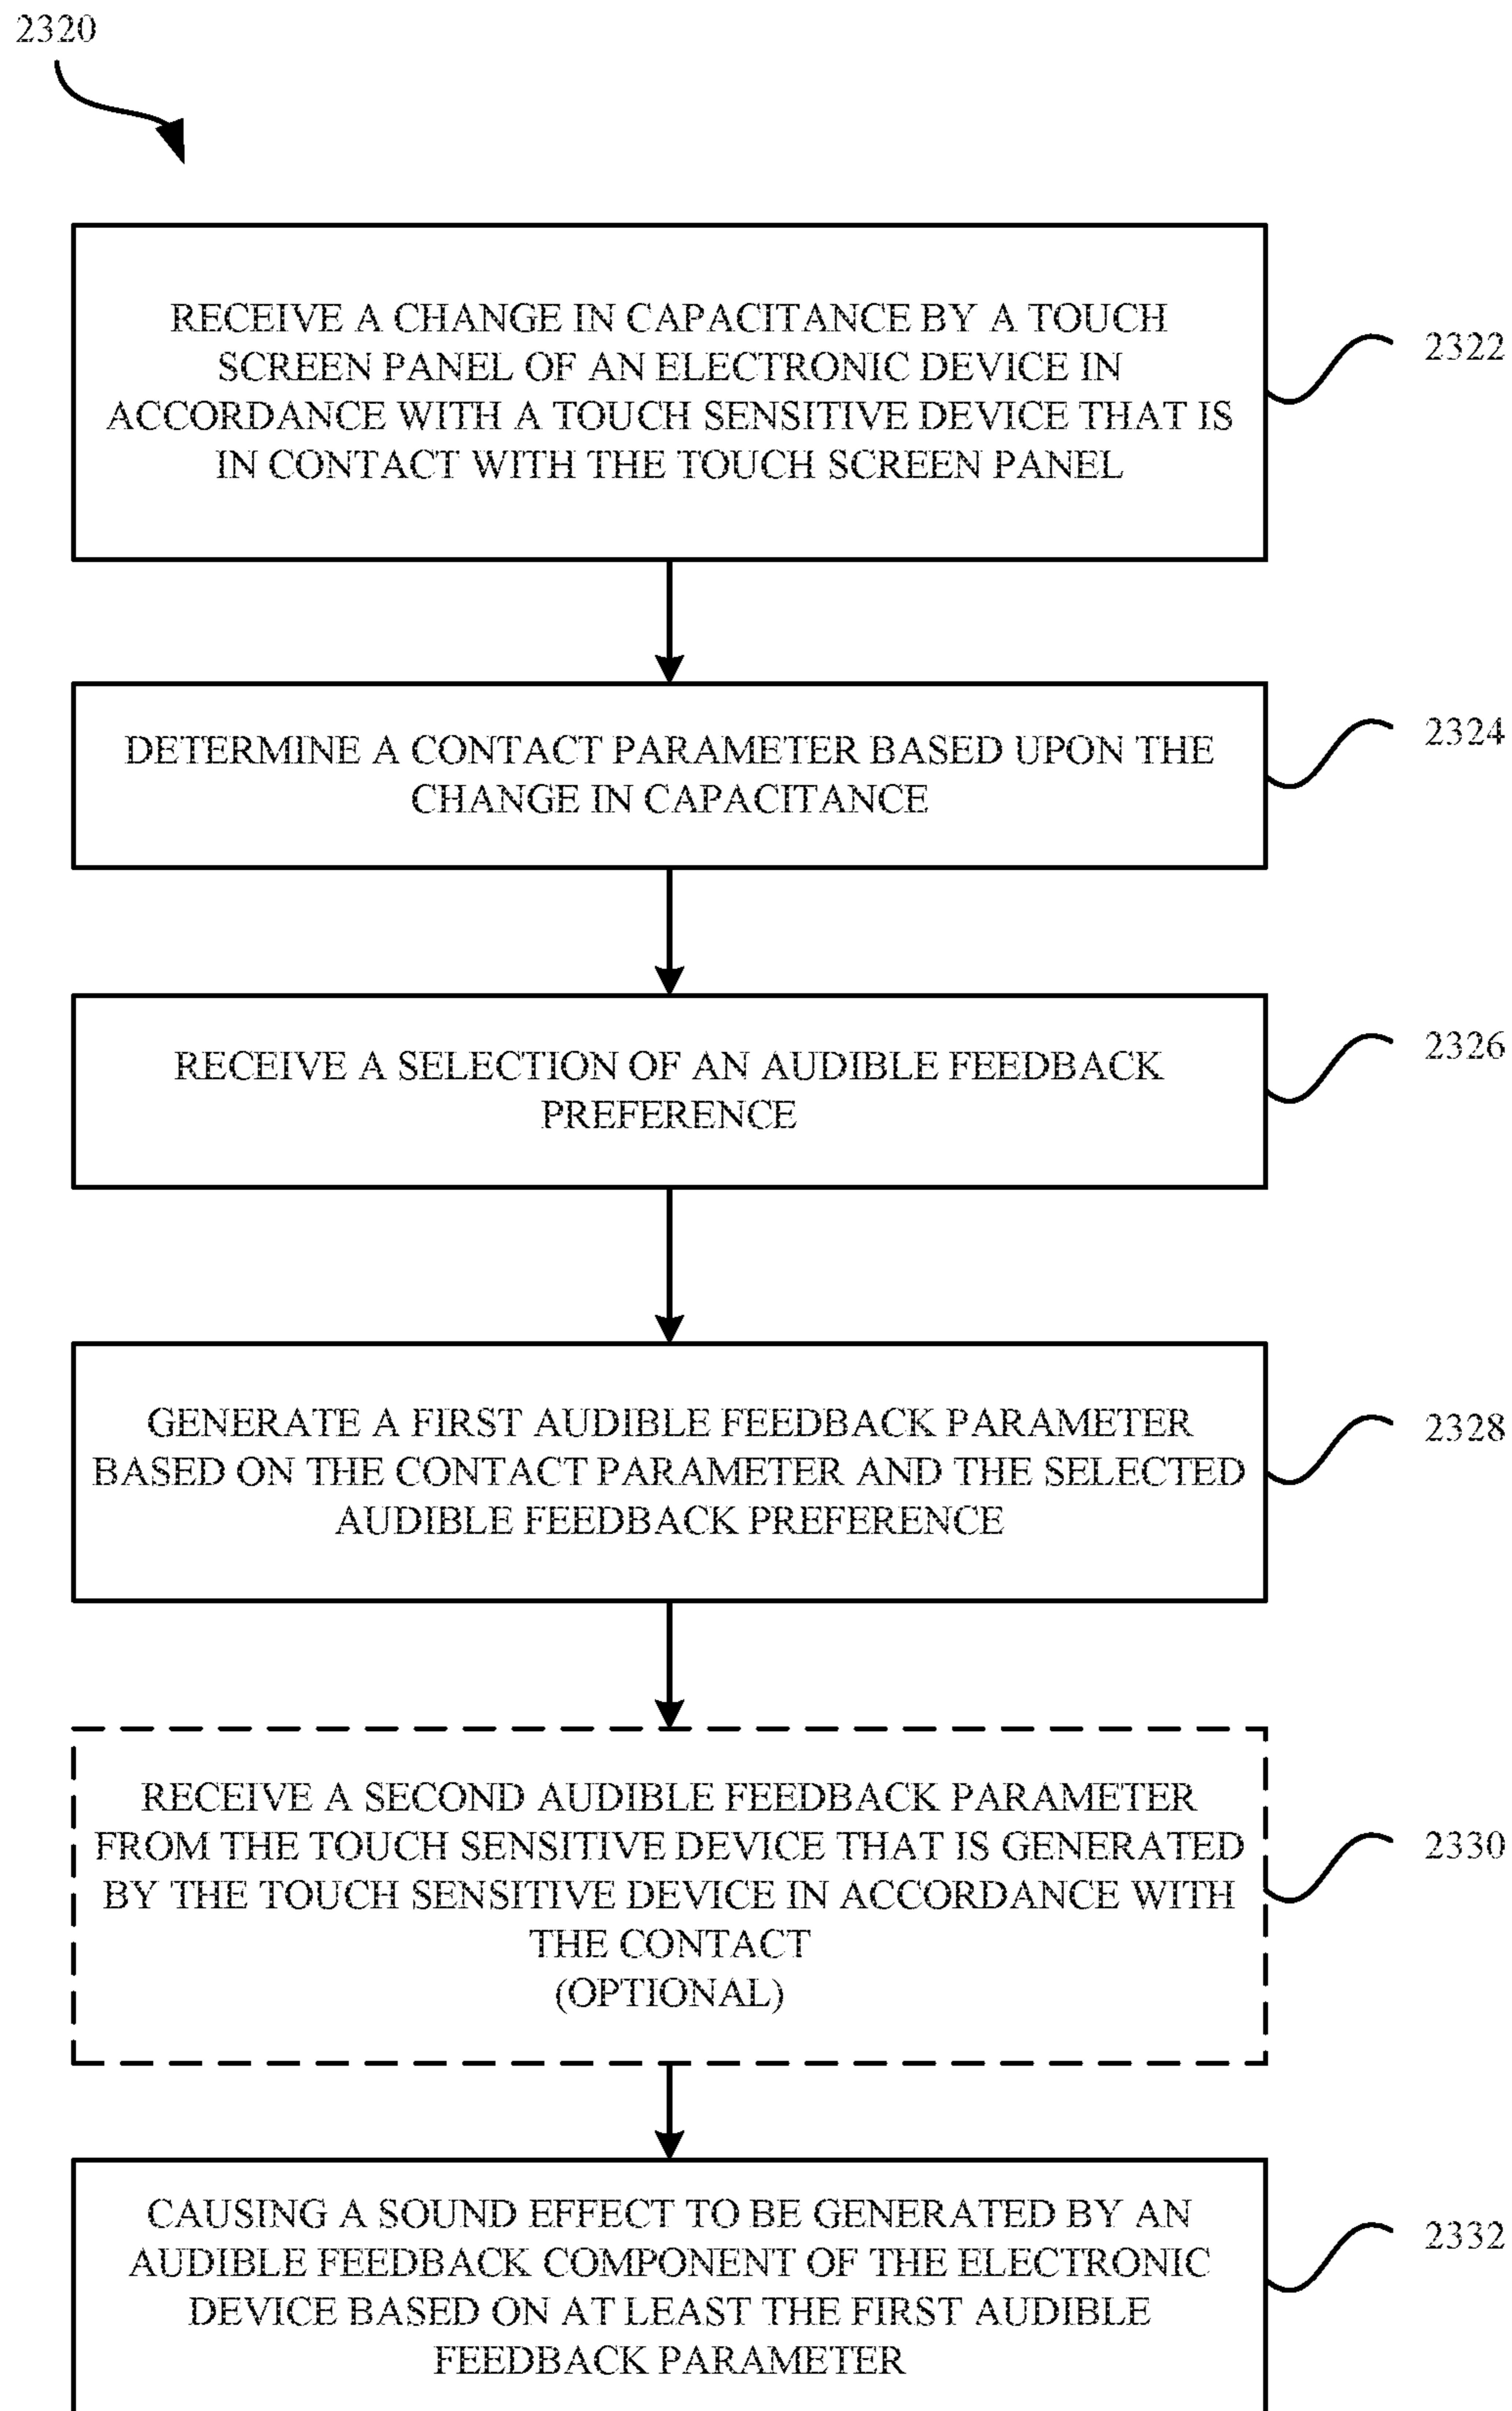 2320
RECEIVE A CHANGE IN CAPACITANCE BY A TOUCH
SCREEN PANEL OF AN ELECTRONIC DEVICE IN
ACCORDANCE WITH A TOUCH SENSITIVE DEVICE THAT IS
IN CONTACT WITH THE TOUCH SCREEN PANEL
2322
DETERMINE A CONTACT PARAMETER BASED UPON THE
CHANGE IN CAPACITANCE
2324
RECEIVE A SELECTION OF AN AUDIBLE FEEDBACK
PREFERENCE
2326
GENERATE A FIRST AUDIBLE FEEDBACK PARAMETER
BASED ON THE CONTACT PARAMETER AND THE SELECTED
AUDIBLE FEEDBACK PREFERENCE
2328
RECEIVE A SECOND AUDIBLE FEEDBACK PARAMETER
FROM THE TOUCH SENSITIVE DEVICE THAT IS GENERATED
BY THE TOUCH SENSITIVE DEVICE IN ACCORDANCE WITH
THE CONTACT
(OPTIONAL)
2330
CAUSING A SOUND EFFECT TO BE GENERATED BY AN
AUDIBLE FEEDBACK COMPONENT OF THE ELECTRONIC
DEVICE BASED ON AT LEAST THE FIRST AUDIBLE
FEEDBACK PARAMETER
2332